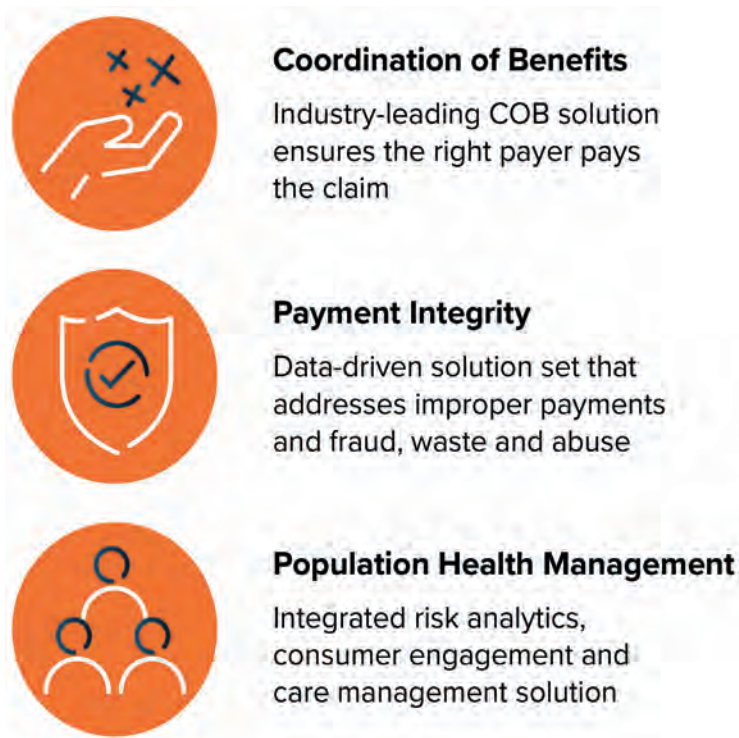 Coordination of Benefits
Industry-leading COB solution
ensures the right payer pays
the claim
Payment Integrity
Data-driven solution set that
addresses improper payments
and fraud, waste and abuse
Population Health Management
Integrated risk analytics,
consumer engagement and
care management solution